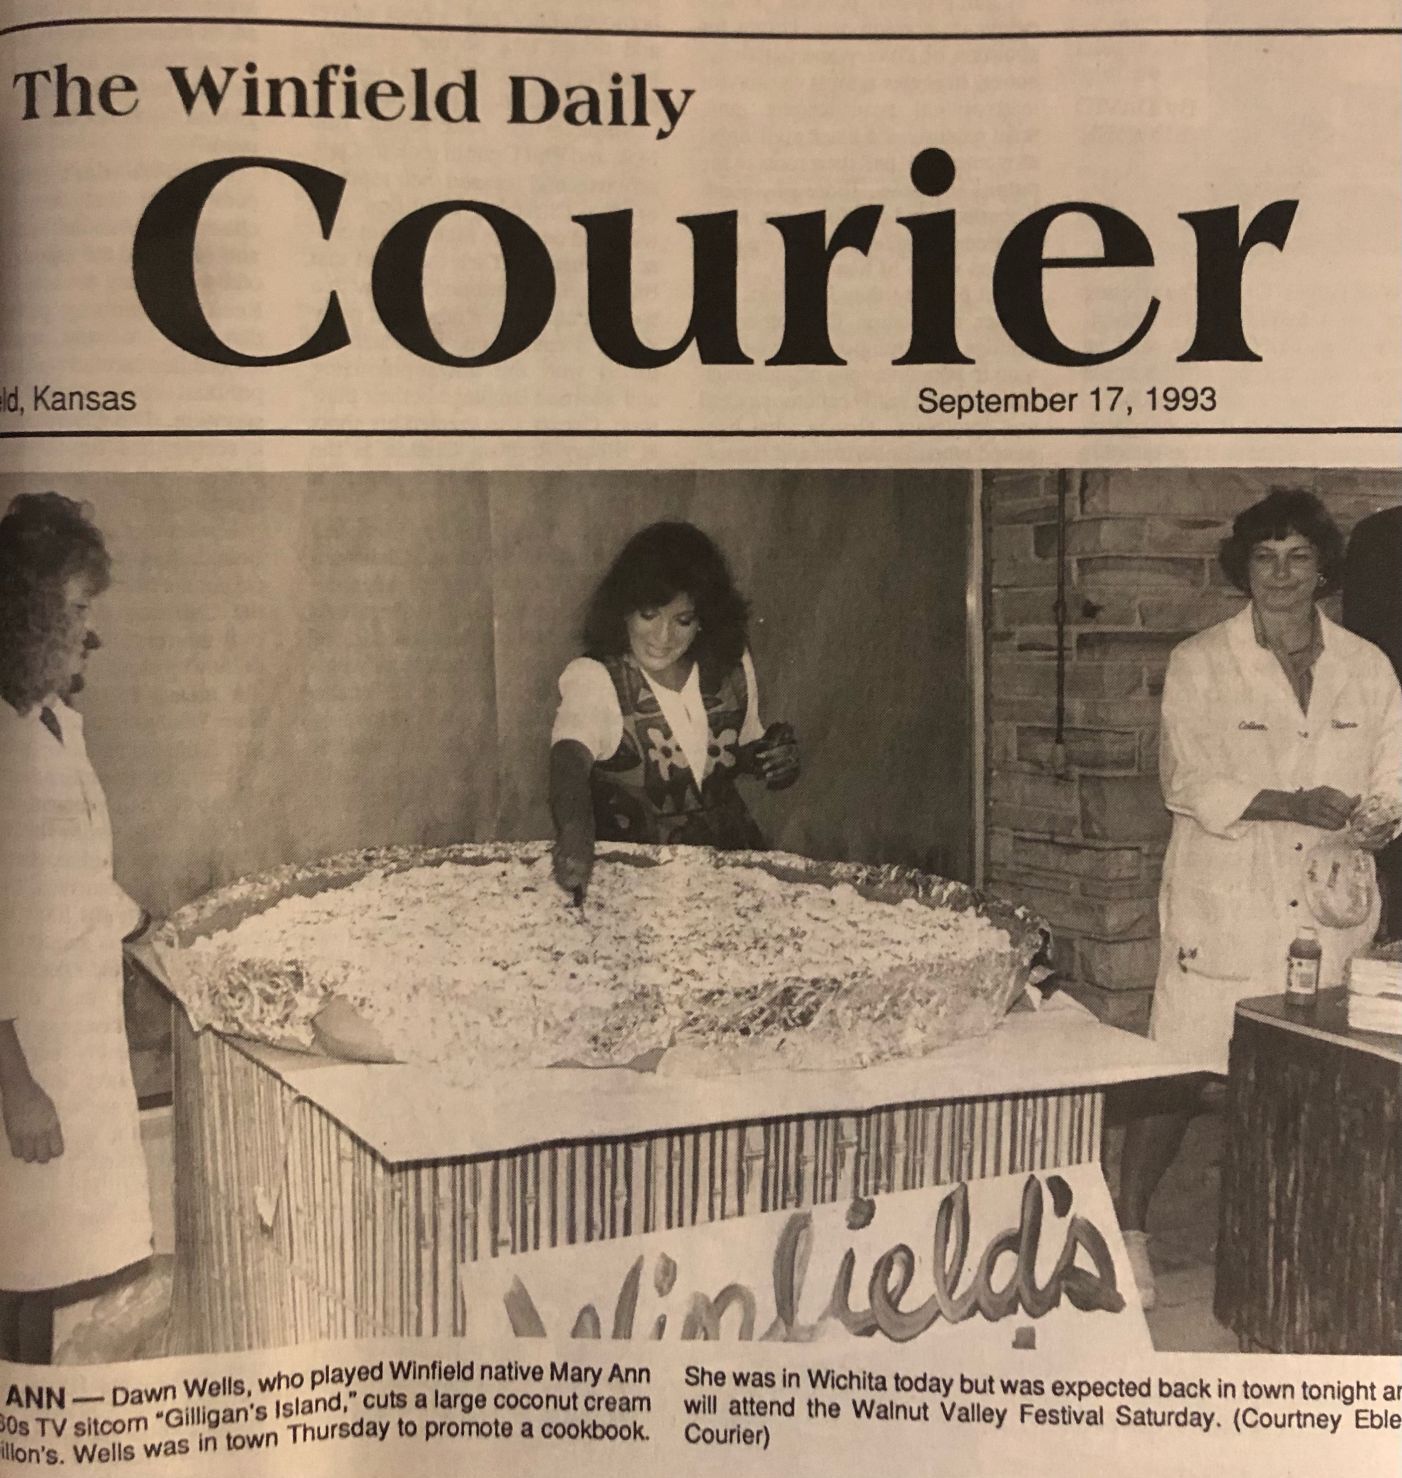 The Winfield Daily
Courier
ld, Kansas
September 17, 1993
Winfield's
ANN — Dawn Wells, who played Winfield native Mary Ann
60s TV sitcom "Gilligan's Island," cuts a large coconut cream
illon's. Wells was in town Thursday to promote a cookbook.
She was in Wichita today but was expected back in town tonight an
will attend the Walnut Valley Festival Saturday. (Courtney Eble
Courier)